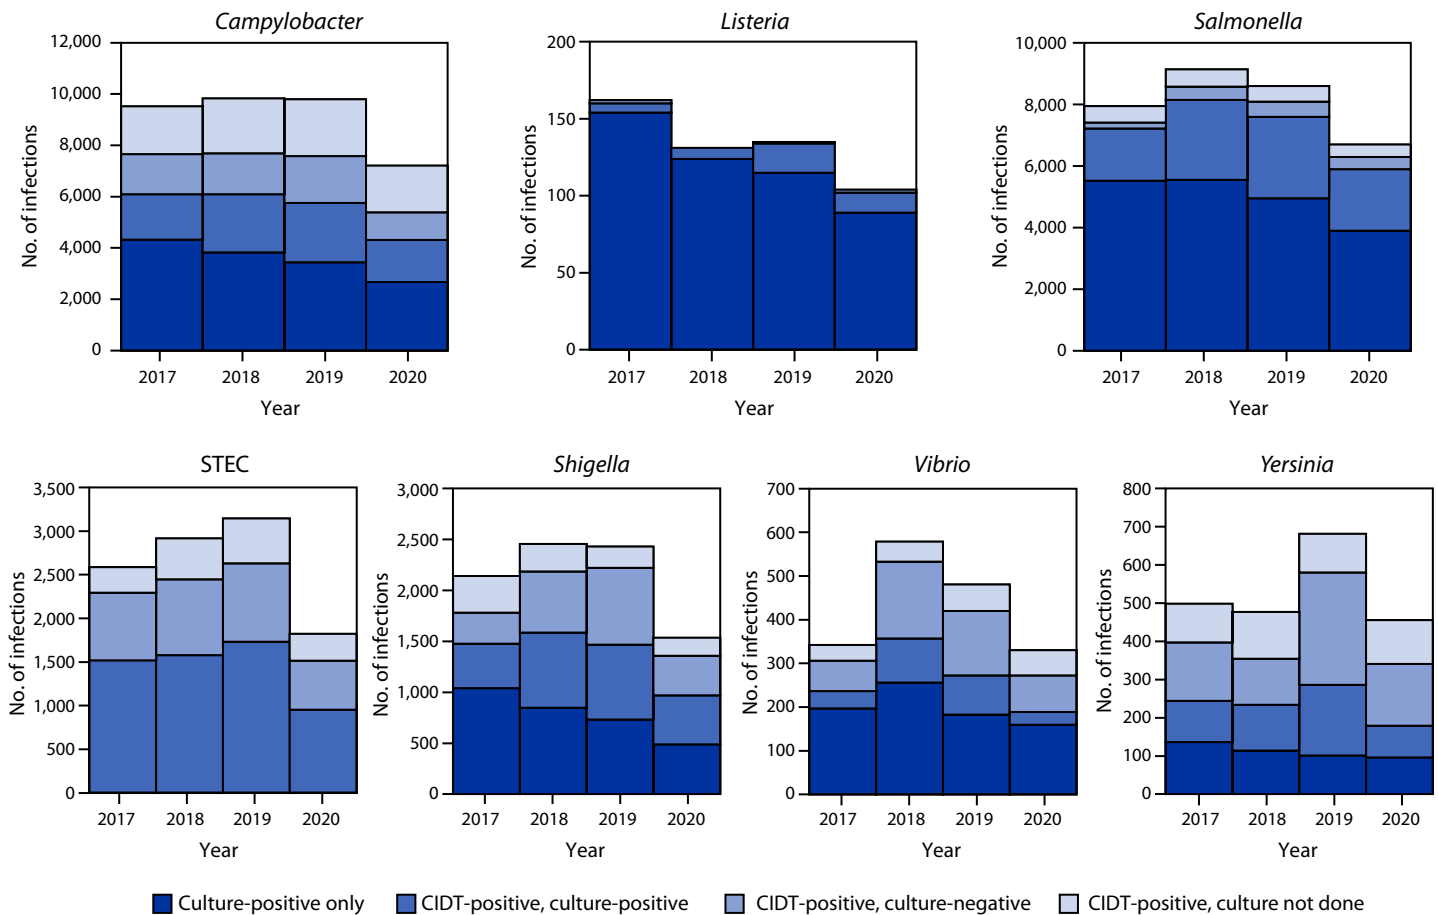 Campylobacter
12,000
10,000
8,000
6,000
4,000
2,000
0
No. of infections
2017 2018 2019 2020
Year
Listeria
200
150
100
50
0
No. of infections
2017 2018 2019 2020
Year
Salmonella
10,000
8,000
6,000
4,000
2,000
0
No. of infections
2017 2018 2019 2020
Year
STEC
3,500
3,000
2,500
2,000
1,500
1,000
500
0
No. of infections
2017 2018 2019 2020
Year
Shigella
3,000
2,500
2,000
1,500
1,000
500
0
No. of infections
2017 2018 2019 2020
Year
Vibrio
700
600
500
400
300
200
100
0
No. of infections
2017 2018 2019 2020
Year
Yersinia
800
700
600
500
400
300
200
100
0
No. of infections
2017 2018 2019 2020
Year
Culture-positive only CIDT-positive, culture-positive CIDT-positive, culture-negative CIDT-positive, culture not done